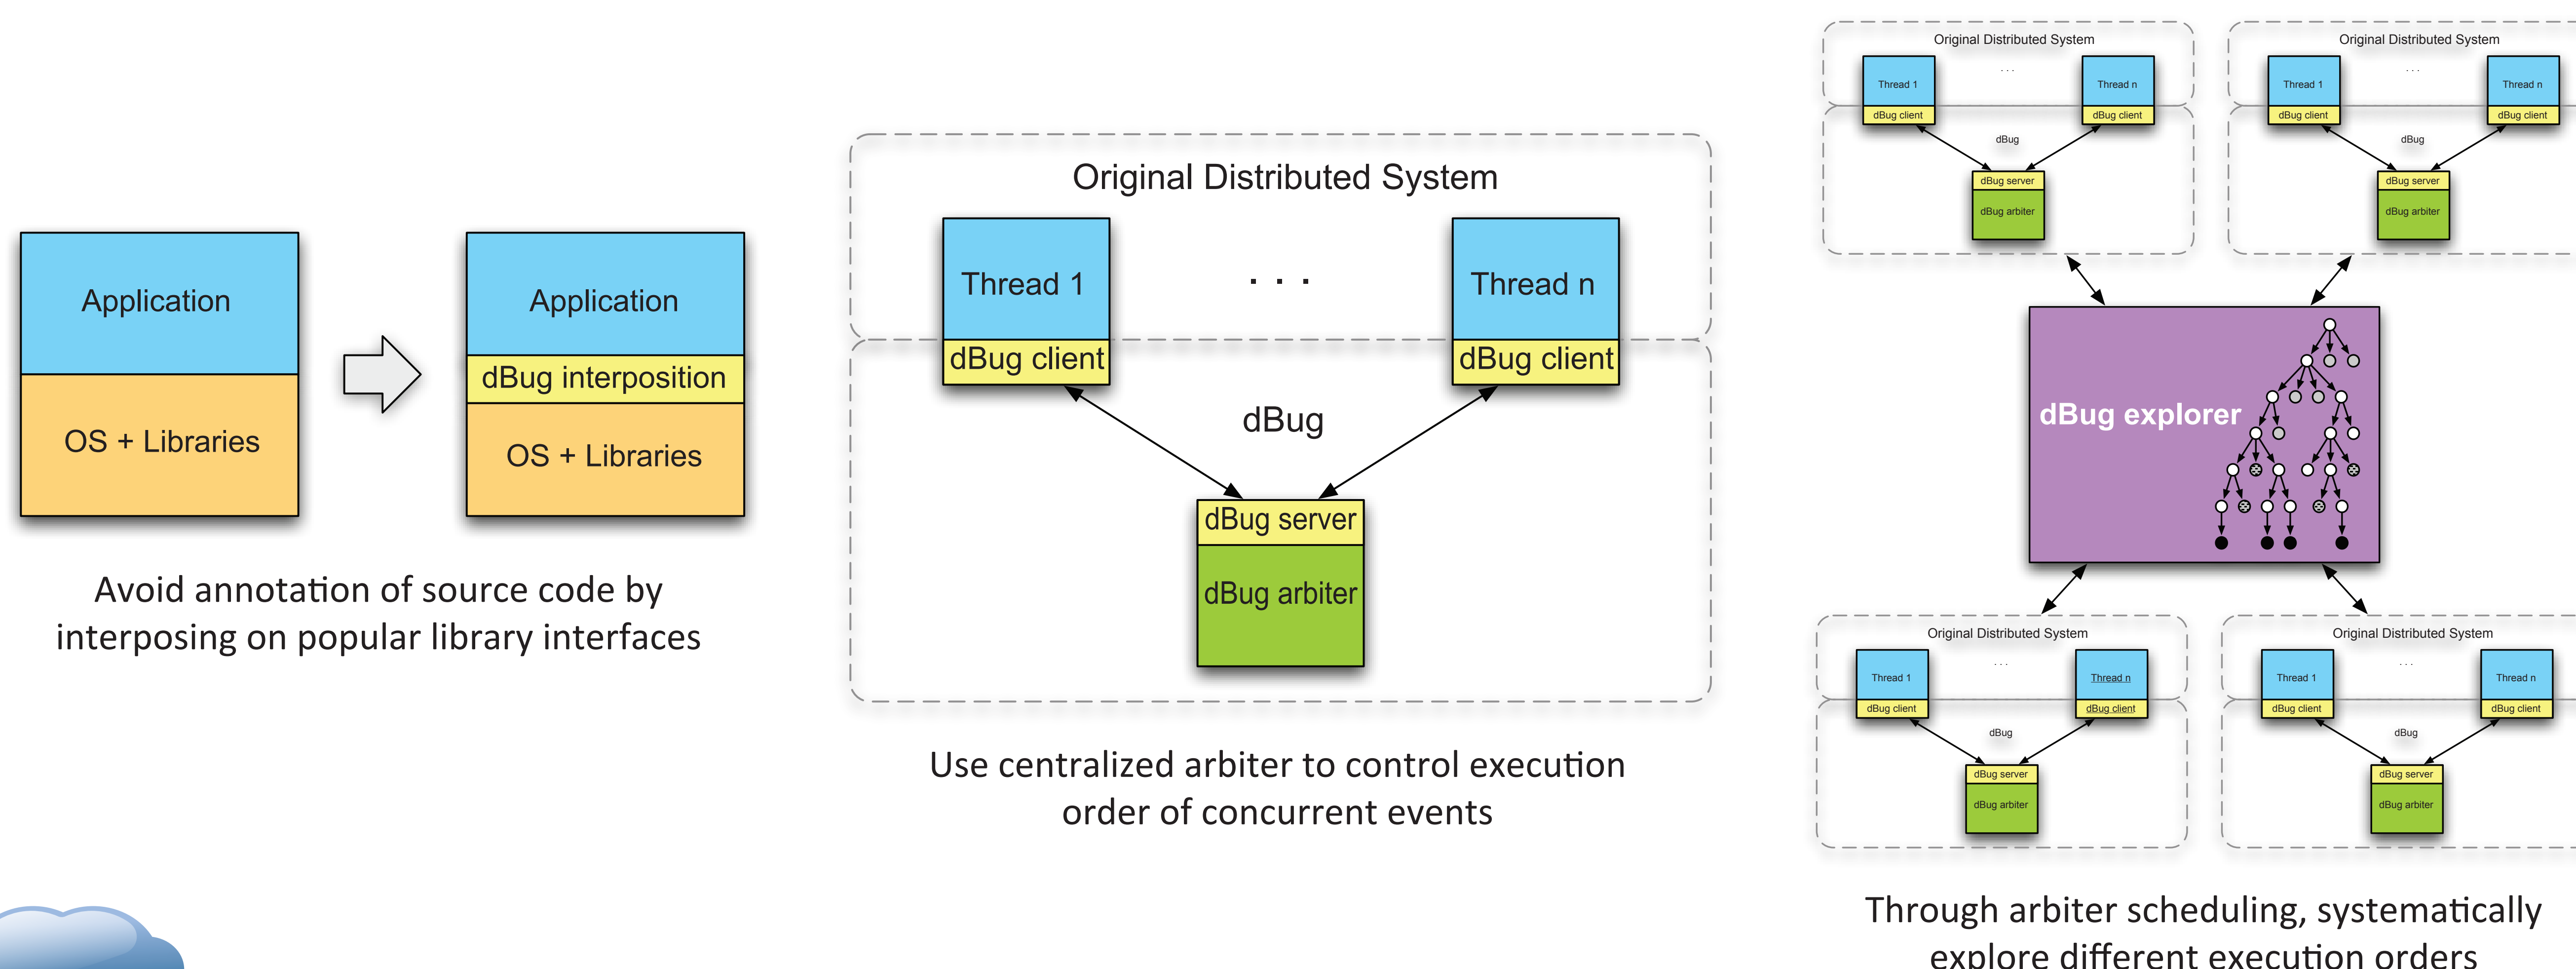 Application
OS + Libraries
Application
dBug interposition
OS + Libraries
Avoid annotation of source code by
interposing on popular library interfaces
Original Distributed System
Thread 1
. . .
Thread n
dBug client
dBug client
dBug
dBug server
dBug arbiter
Use centralized arbiter to control execution
order of concurrent events
Original Distributed System
Thread 1
. . .
Thread n
dBug client
dBug client
dBug
dBug server
dBug arbiter
Original Distributed System
Thread 1
. . .
Thread n
dBug client
dBug client
dBug
dBug server
dBug arbiter
dBug explorer
Original Distributed System
Thread 1
. . .
Thread n
dBug client
dBug client
dBug
dBug server
dBug arbiter
Original Distributed System
Thread 1
. . .
Thread n
dBug client
dBug client
dBug
dBug server
dBug arbiter
Through arbiter scheduling, systematically
explore different execution orders